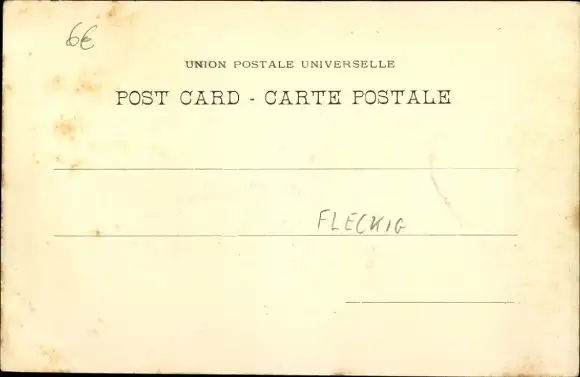 6€
UNION POSTALE UNIVERSELLE
POST CARD - CARTE POSTALE
FLECKIG